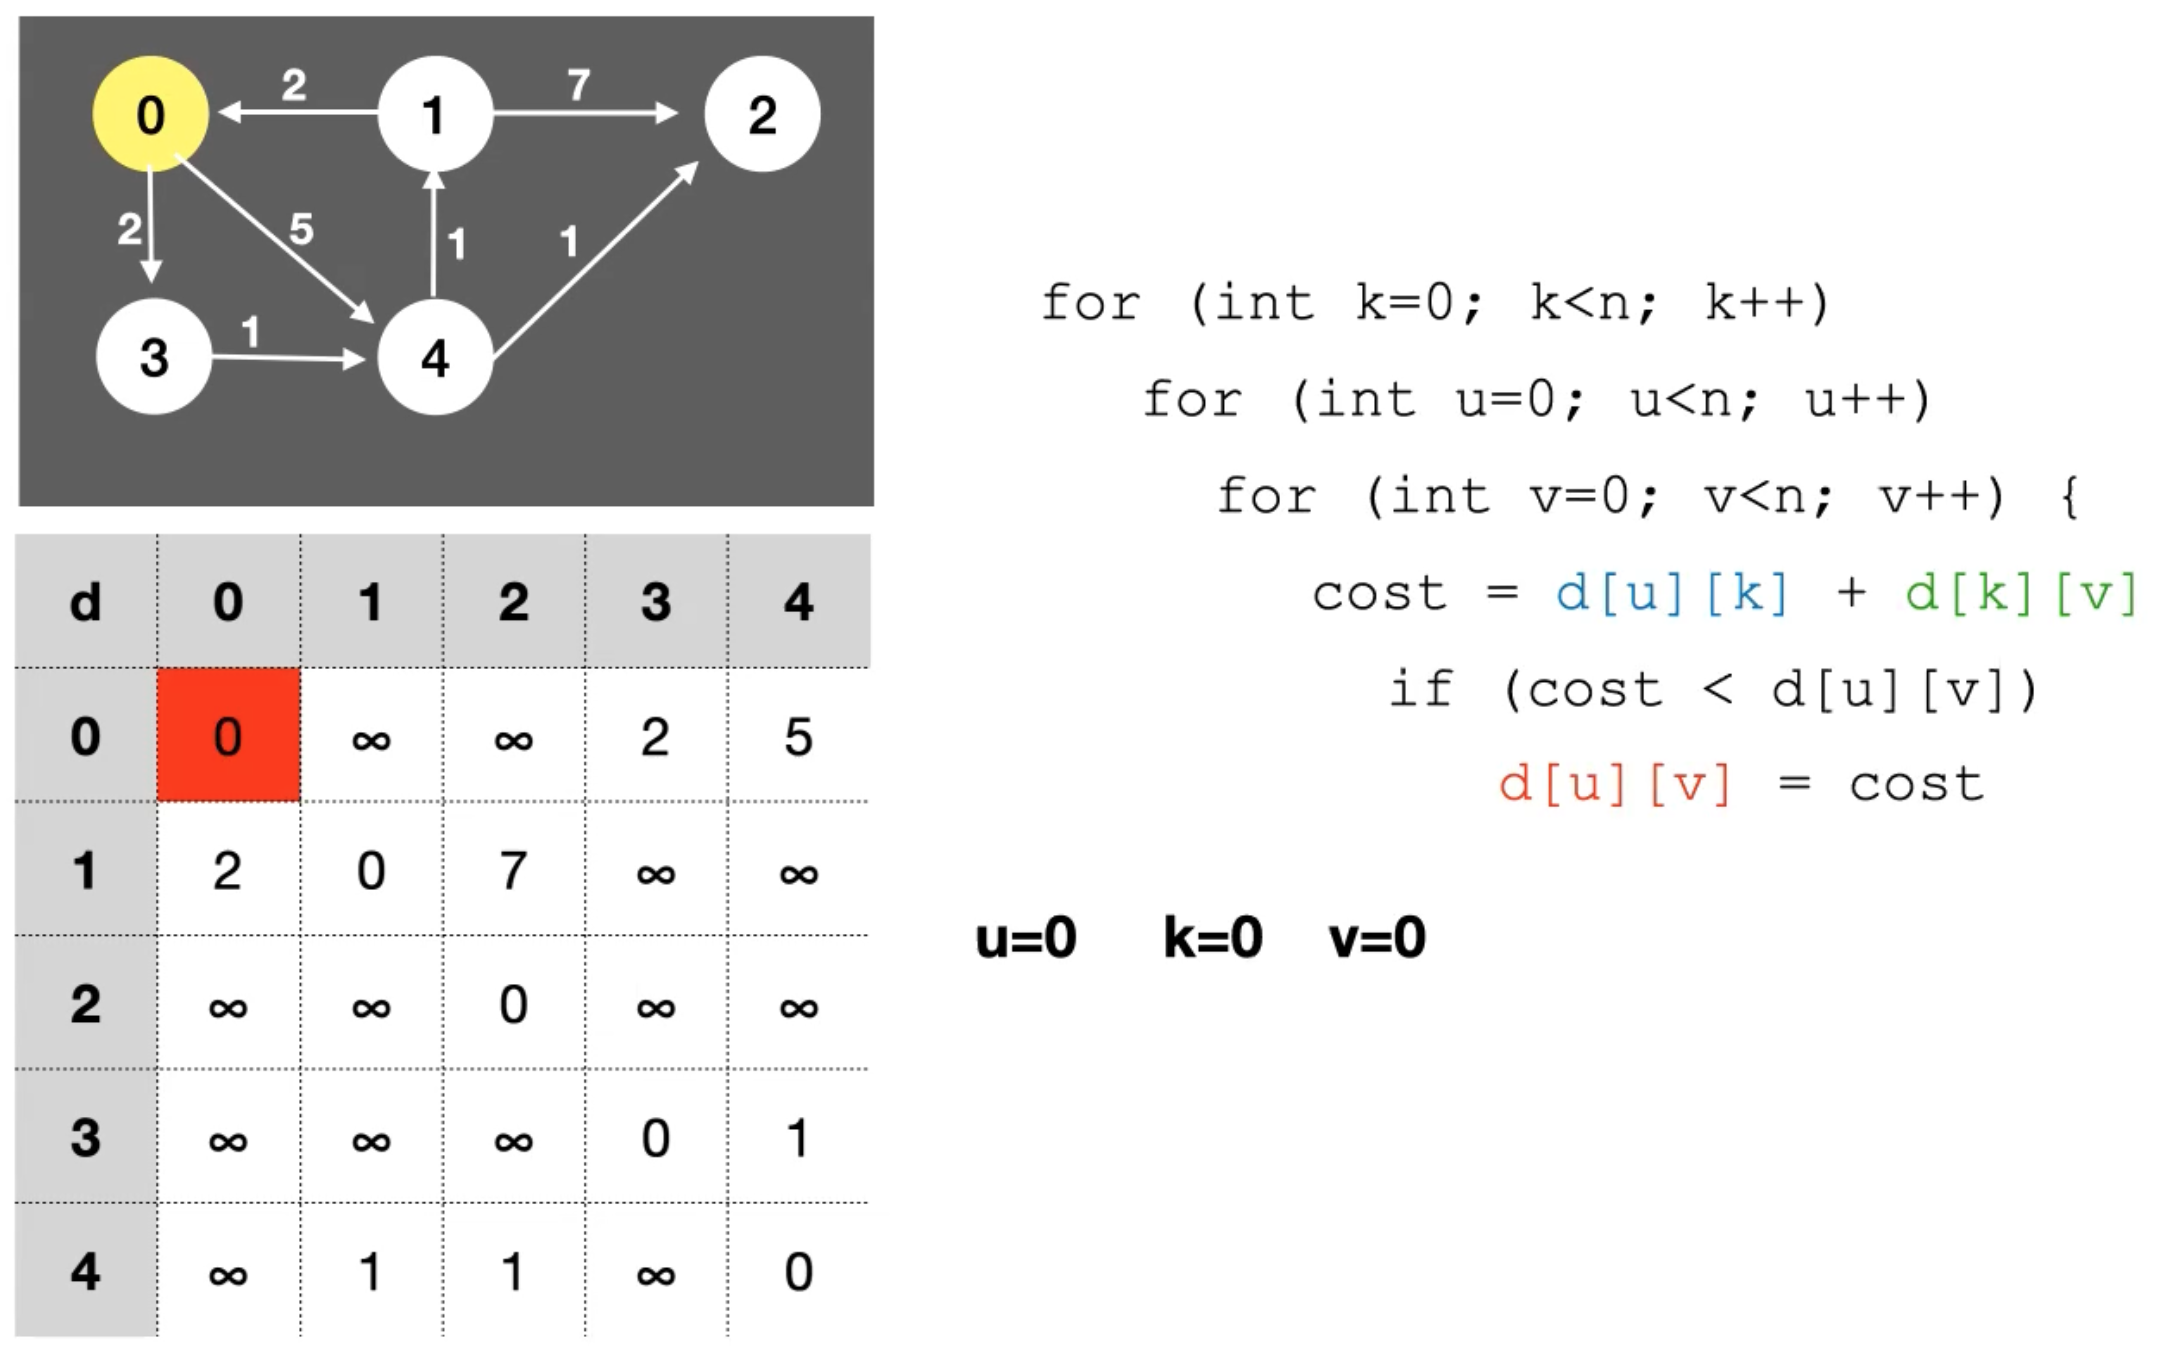 0 2 1 7 2
2 5 1 1
3 1 4
d 0 1 2 3 4
0 0 ∞ ∞ 2 5
1 2 0 7 ∞ ∞
2 ∞ ∞ 0 ∞ ∞
3 ∞ ∞ ∞ 0 1
4 ∞ 1 1 ∞ 0
for (int k=0; k<n; k++)
for (int u=0; u<n; u++)
for (int v=0; v<n; v++) {
cost = d[u][k] + d[k][v]
if (cost < d[u][v])
d[u][v] = cost
u=0 k=0 v=0